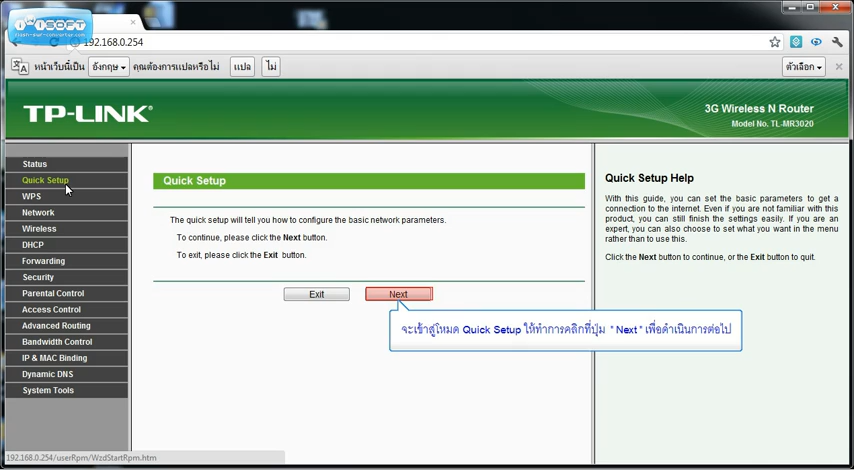 iWiSOFT
flash-swf-converter.com
192.168.0.254
หน้าเว็บนี้เป็น อังกฤษ คุณต้องการแปลหรือไม่ แปล ไม่ ตัวเลือก
TP-LINK®
3G Wireless N Router
Model No. TL-MR3020
Status
Quick Setup
WPS
Network
Wireless
DHCP
Forwarding
Security
Parental Control
Access Control
Advanced Routing
Bandwidth Control
IP & MAC Binding
Dynamic DNS
System Tools
Quick Setup
The quick setup will tell you how to configure the basic network parameters.
To continue, please click the Next button.
To exit, please click the Exit button.
Exit Next
จะเข้าสู่โหมด Quick Setup ให้ทำการคลิกที่ปุ่ม "Next" เพื่อดำเนินการต่อไป
Quick Setup Help
With this guide, you can set the basic parameters to get a
connection to the internet. Even if you are not familiar with this
product, you can still finish the settings easily. If you are an
expert, you can also choose to set what you want in the menu
rather than to use this.
Click the Next button to continue, or the Exit button to quit.
192.168.0.254/userRpm/WzdStartRpm.htm